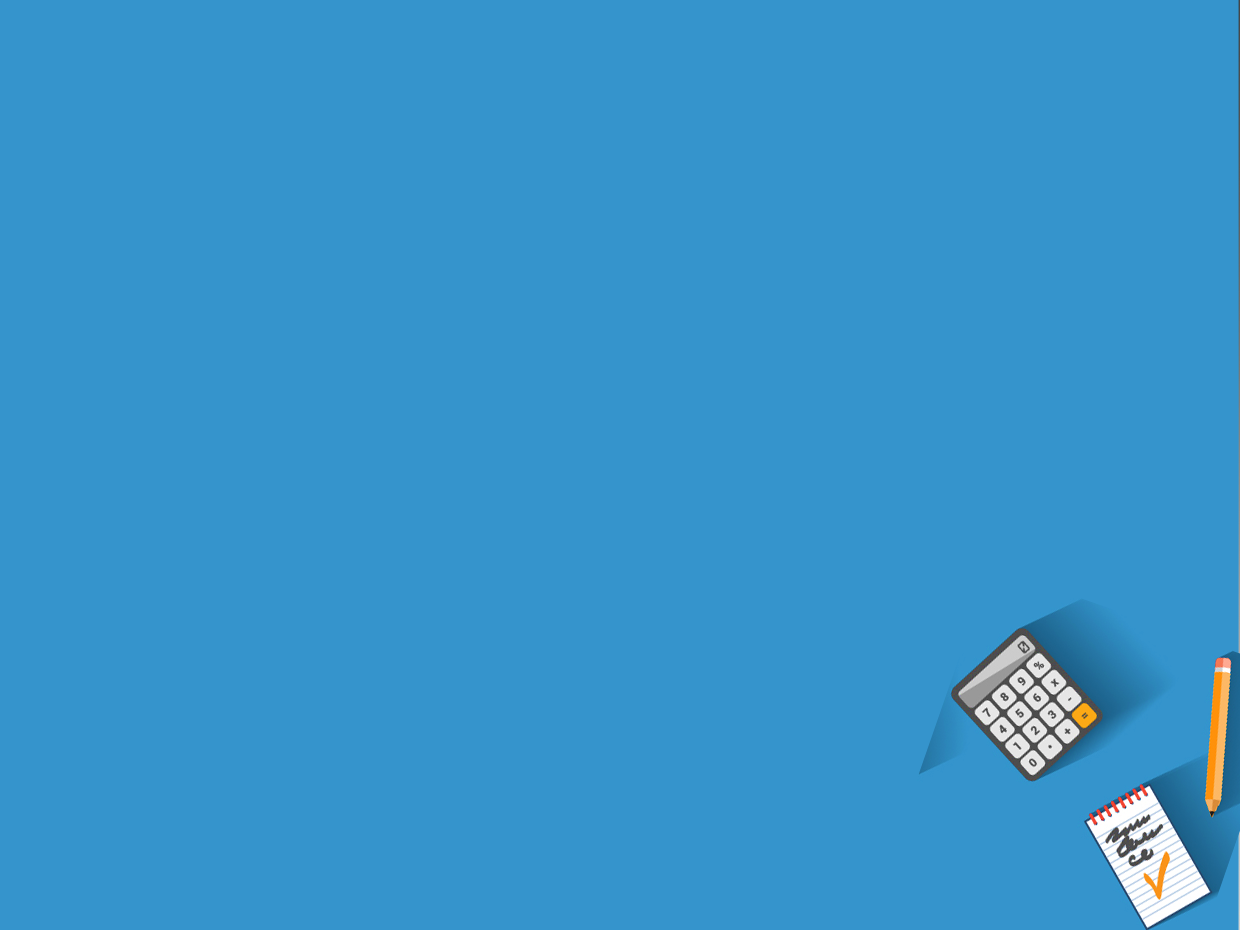 7 8 9 %
4 5 6 x
1 2 3 -
0 . + =